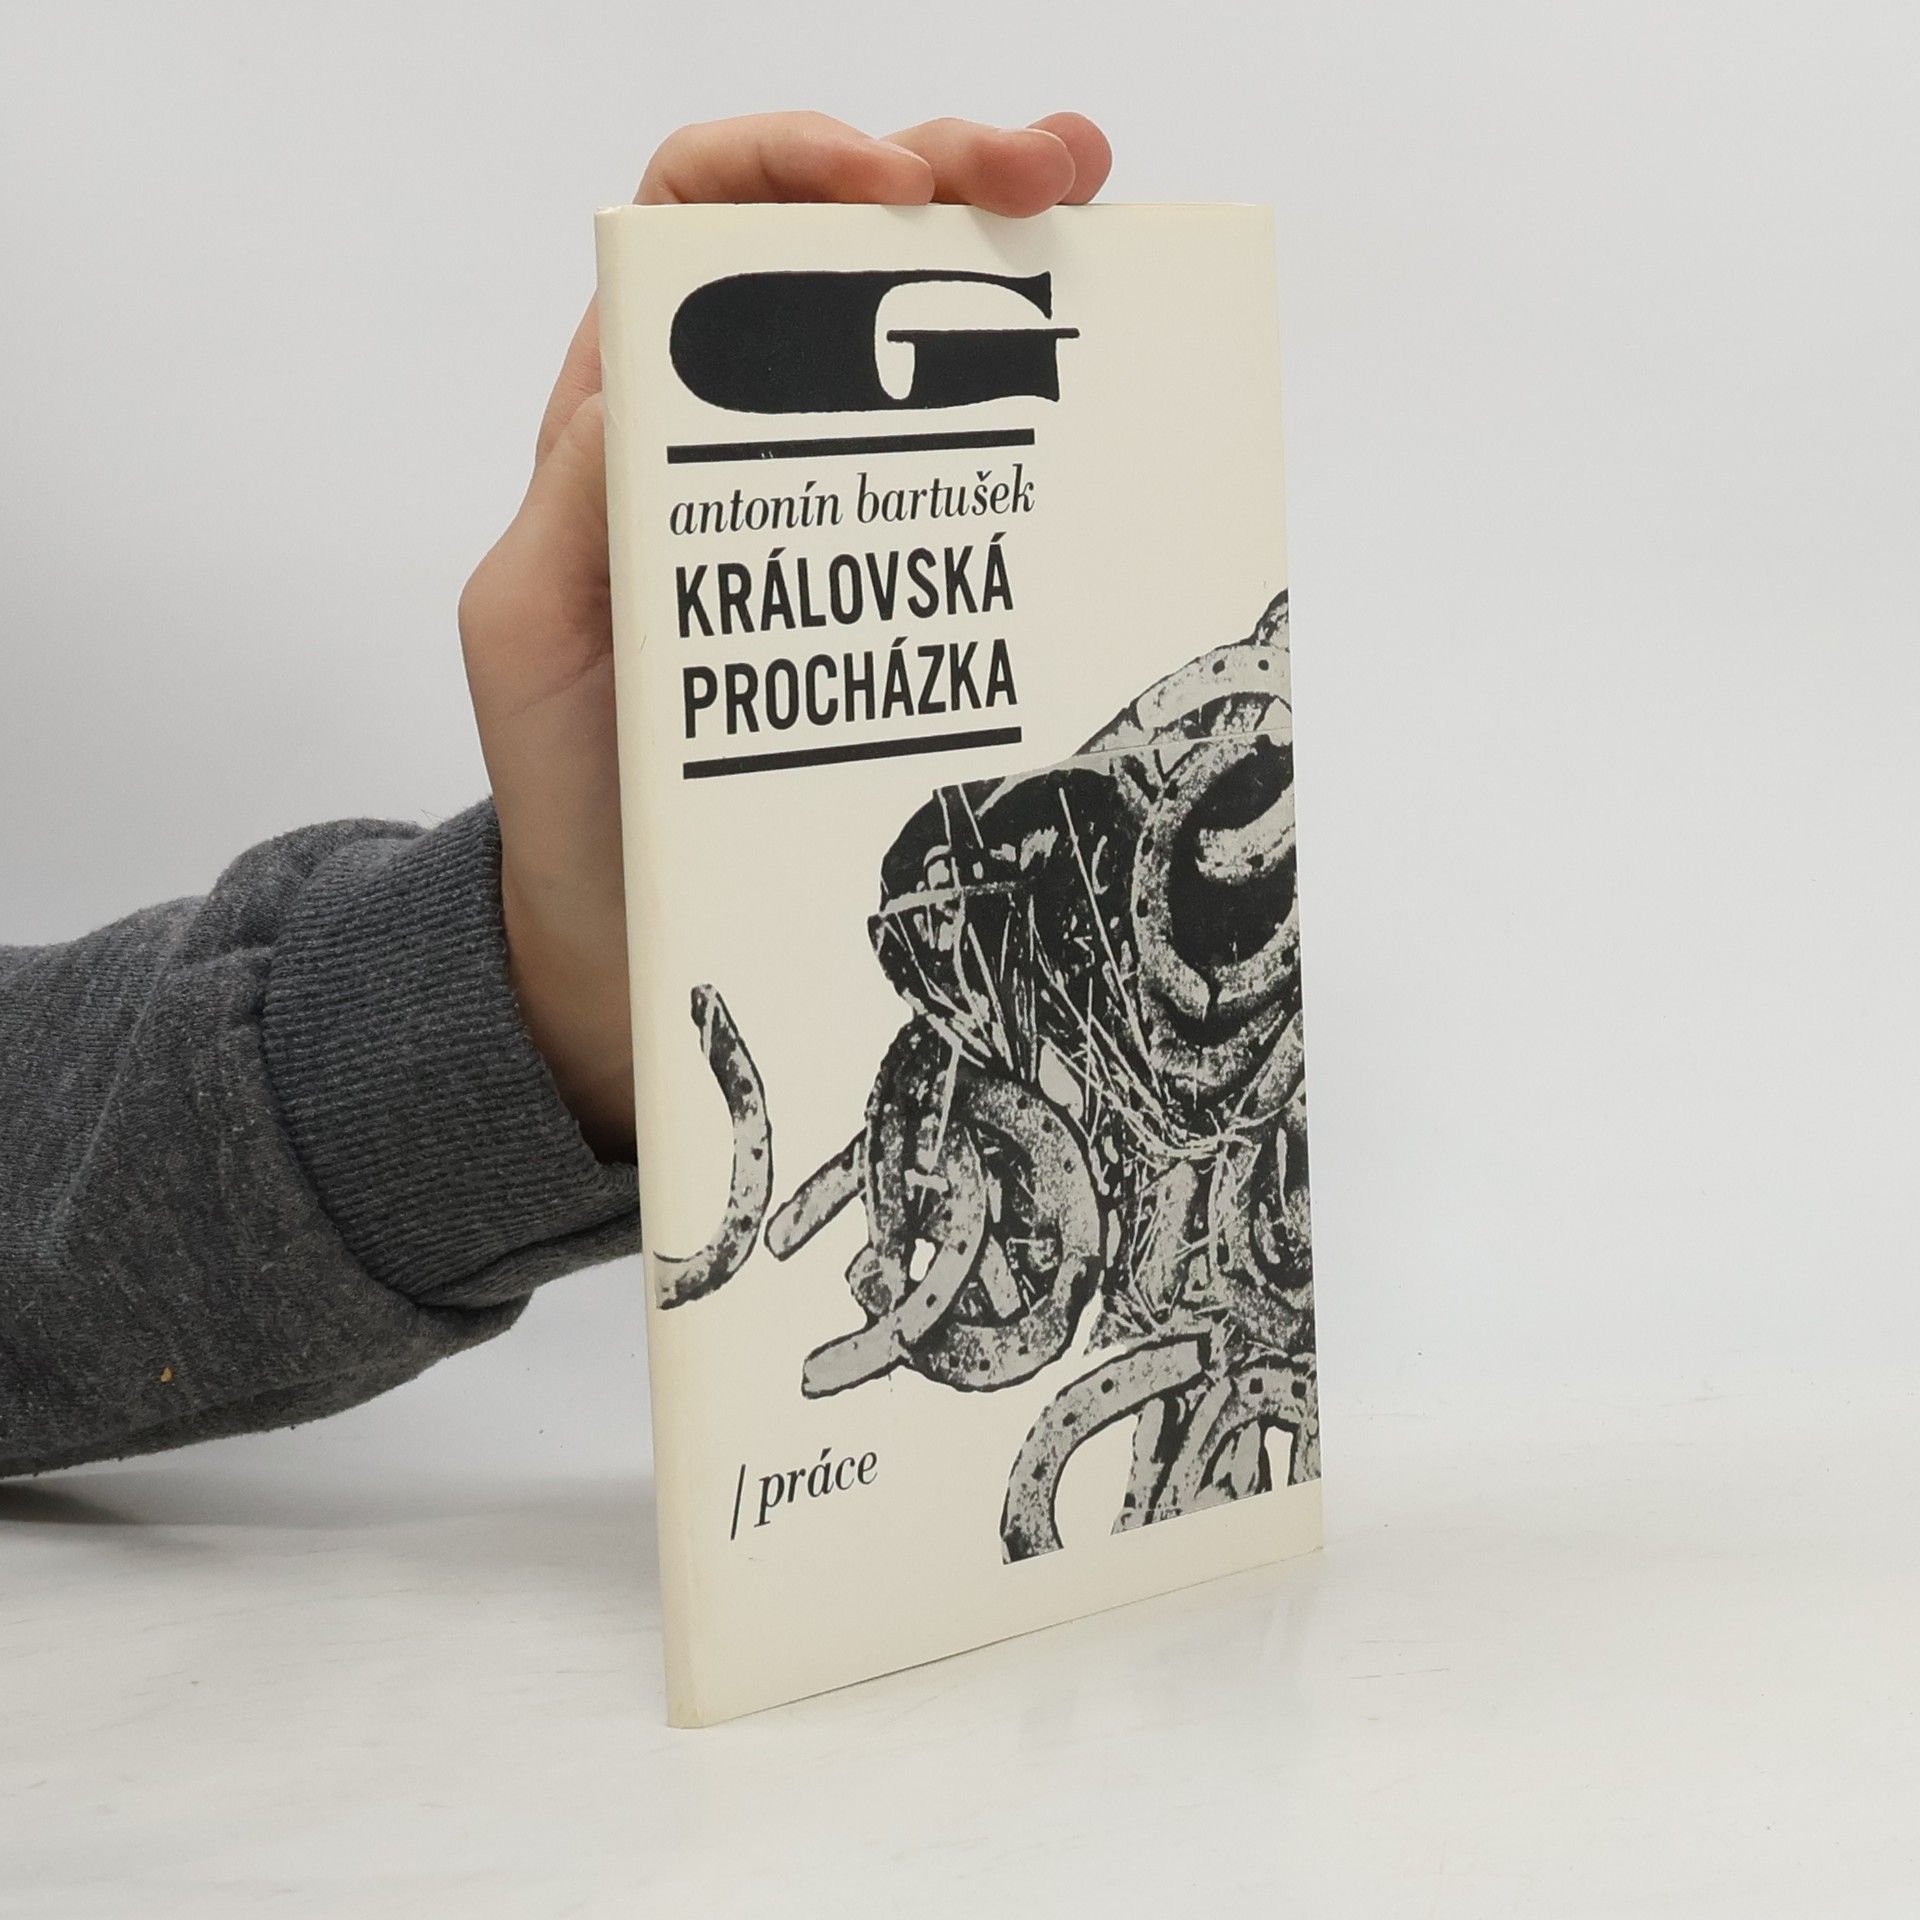 G
antonín bartušek
KRÁLOVSKÁ
PROCHÁZKA
/práce